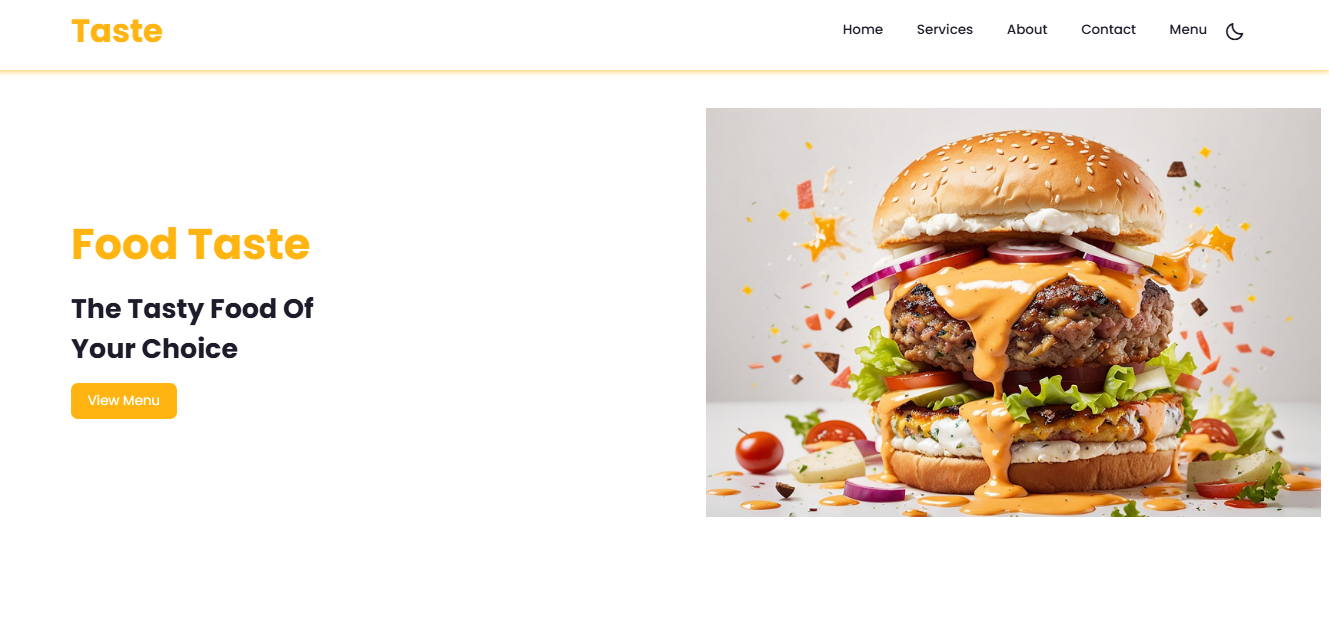 Taste
Home Services About Contact Menu
Food Taste
The Tasty Food Of
Your Choice
View Menu